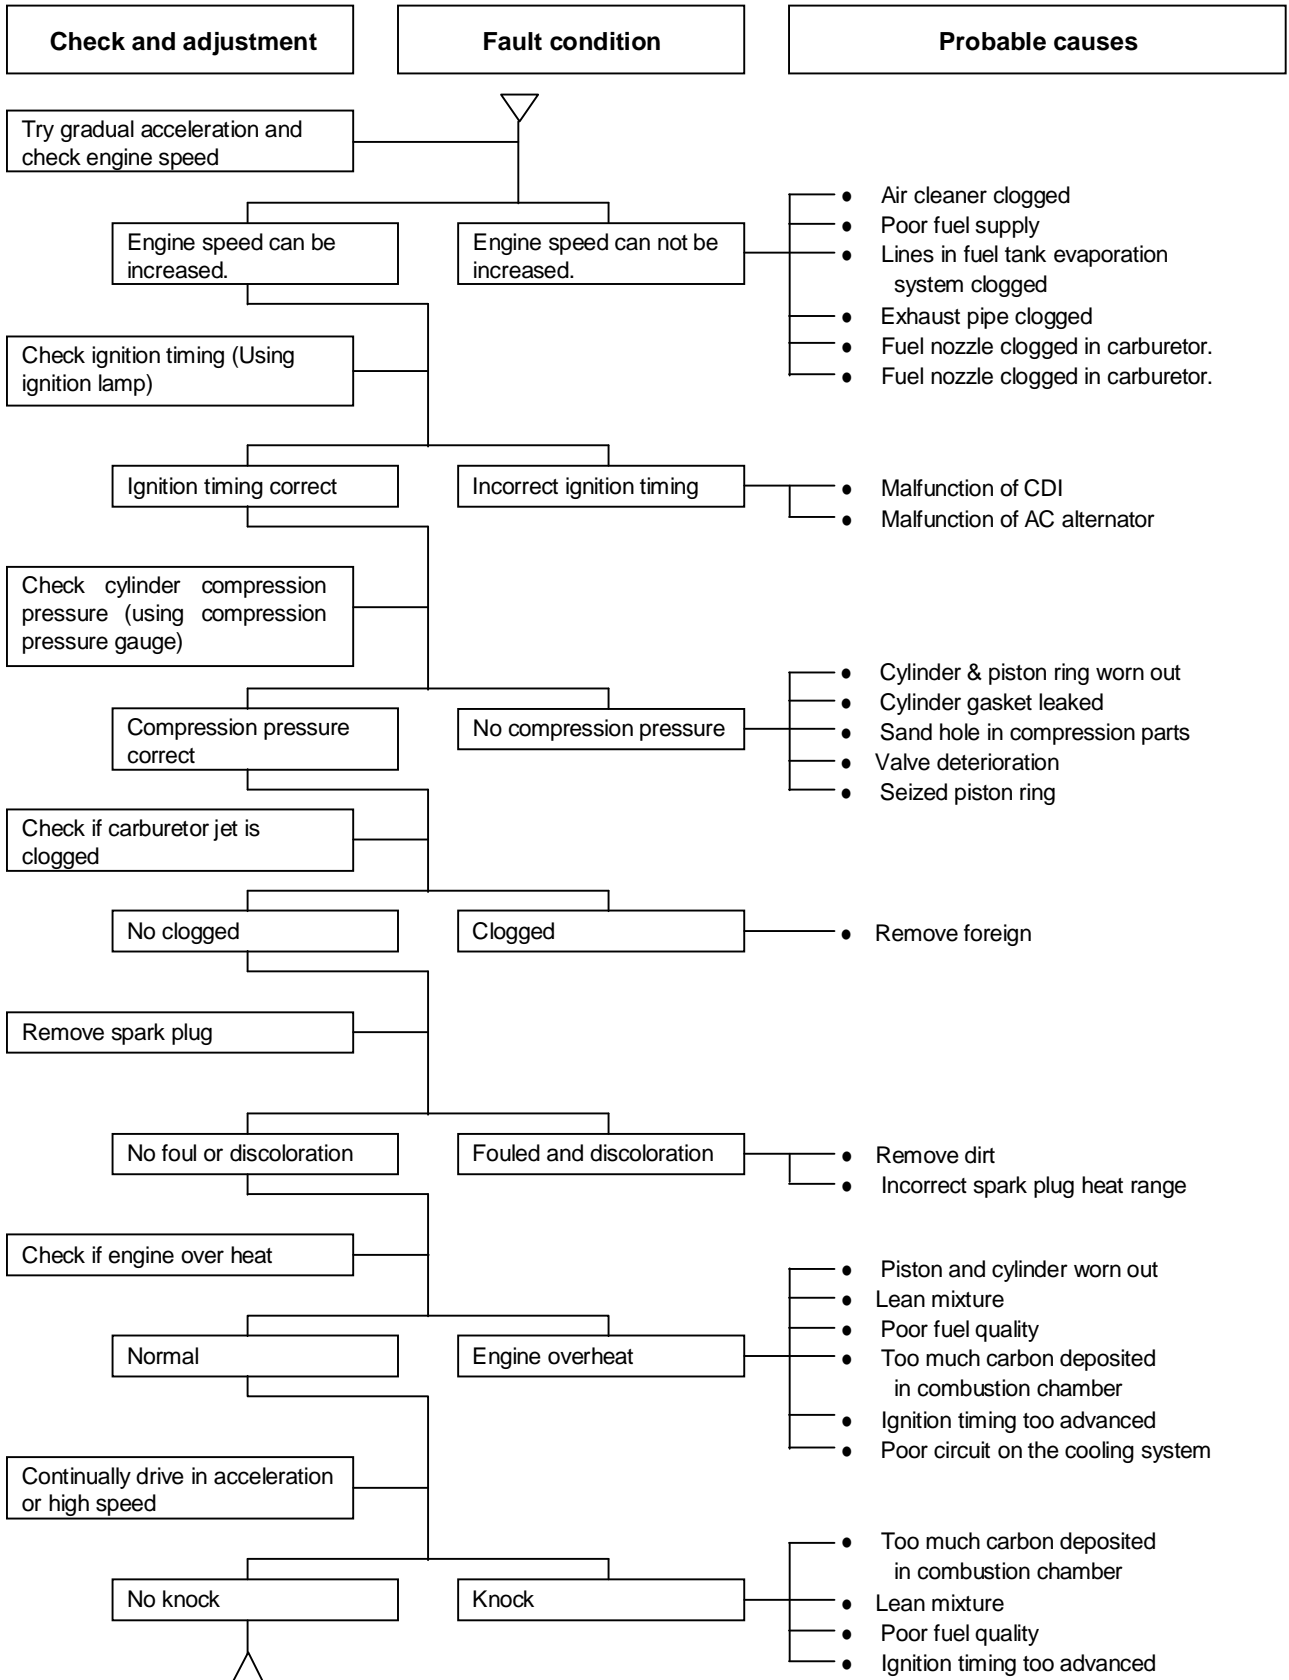 Check and adjustment
Fault condition
Probable causes
Try gradual acceleration and
check engine speed
Engine speed can be
increased.
Engine speed can not be
increased.
● Air cleaner clogged
● Poor fuel supply
● Lines in fuel tank evaporation
system clogged
● Exhaust pipe clogged
● Fuel nozzle clogged in carburetor.
● Fuel nozzle clogged in carburetor.
Check ignition timing (Using
ignition lamp)
Ignition timing correct
Incorrect ignition timing
● Malfunction of CDI
● Malfunction of AC alternator
Check cylinder compression
pressure (using compression
pressure gauge)
Compression pressure
correct
No compression pressure
● Cylinder & piston ring worn out
● Cylinder gasket leaked
● Sand hole in compression parts
● Valve deterioration
● Seized piston ring
Check if carburetor jet is
clogged
No clogged
Clogged
● Remove foreign
Remove spark plug
No foul or discoloration
Fouled and discoloration
● Remove dirt
● Incorrect spark plug heat range
Check if engine over heat
Normal
Engine overheat
● Piston and cylinder worn out
● Lean mixture
● Poor fuel quality
● Too much carbon deposited
in combustion chamber
● Ignition timing too advanced
● Poor circuit on the cooling system
Continually drive in acceleration
or high speed
No knock
Knock
● Too much carbon deposited
in combustion chamber
● Lean mixture
● Poor fuel quality
● Ignition timing too advanced